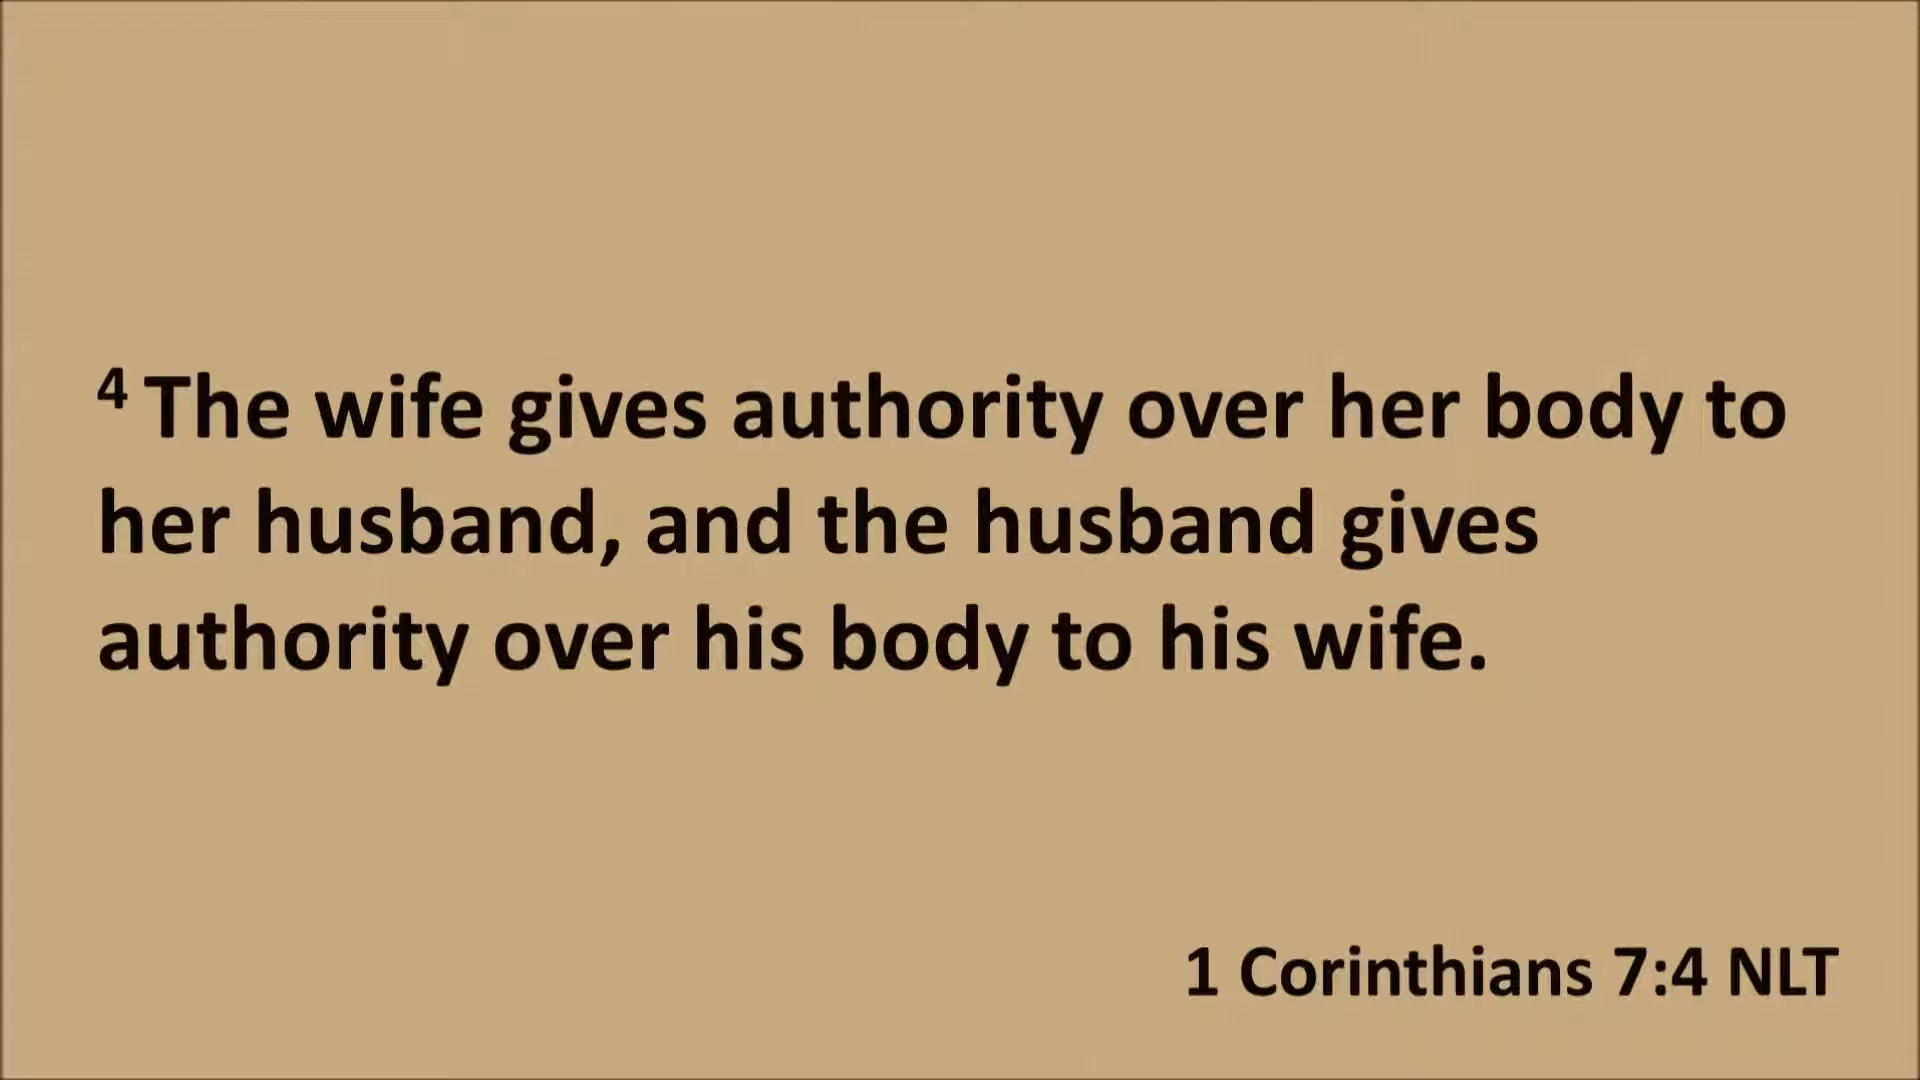 4 The wife gives authority over her body to
her husband, and the husband gives
authority over his body to his wife.
1 Corinthians 7:4 NLT